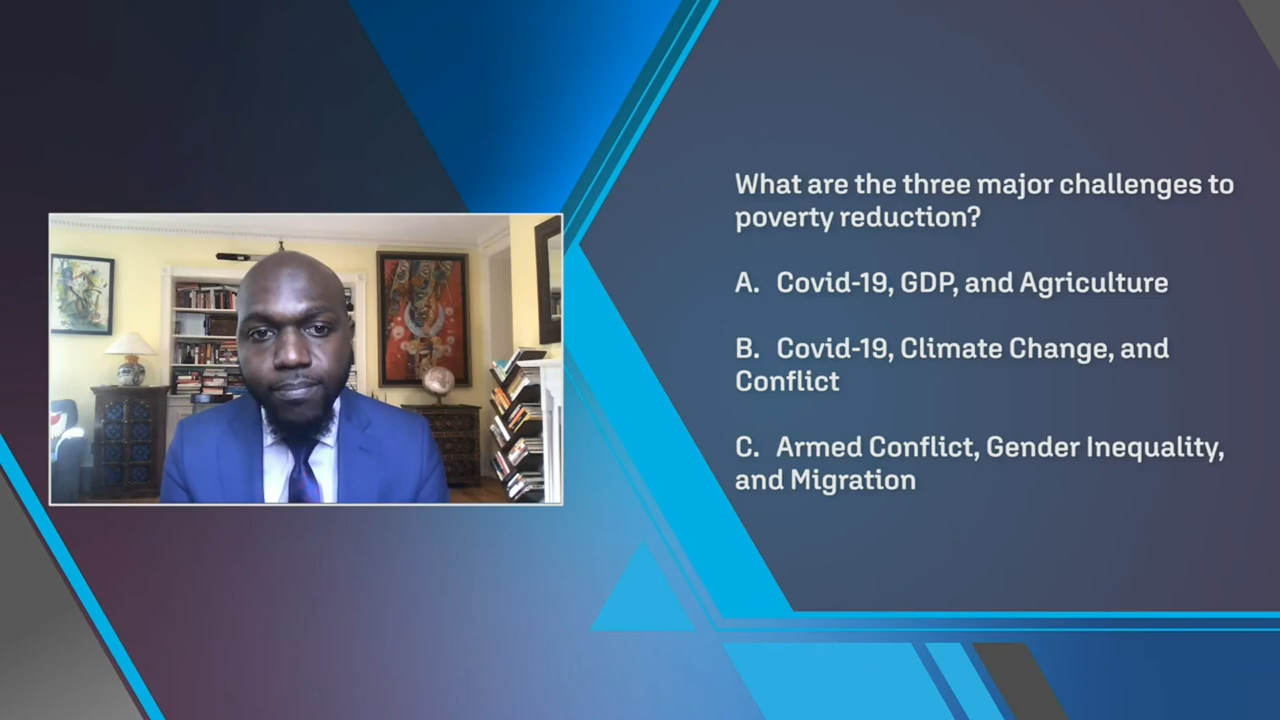 What are the three major challenges to
poverty reduction?
A. Covid-19, GDP, and Agriculture
B. Covid-19, Climate Change, and
Conflict
C. Armed Conflict, Gender Inequality,
and Migration